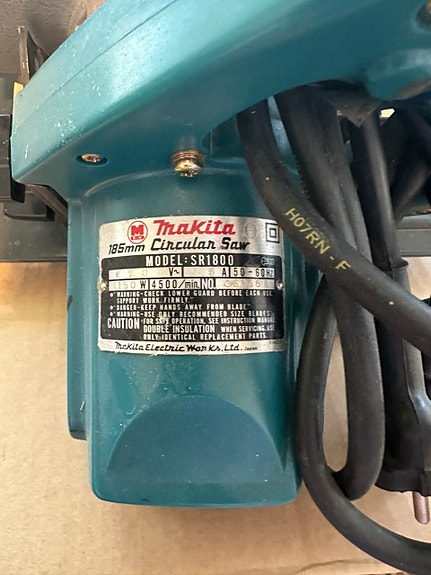 M
Makita
185mm Circular Saw
MODEL: SR1800
V~ A 50-60Hz
W 4500/min. NO.
• WARNING-CHECK LOWER GUARD BEFORE EACH USE.
SUPPORT WORK FIRMLY.
• DANGER-KEEP HANDS AWAY FROM BLADE.
• WARNING-USE ONLY RECOMMENDED SIZE BLADES.
CAUTION
• FOR SAFE OPERATION, SEE INSTRUCTION MANUAL.
DOUBLE INSULATION WHEN SERVICING, USE
ONLY IDENTICAL REPLACEMENT PARTS.
Makita Electric Works, Ltd. Japan
H07RN-F